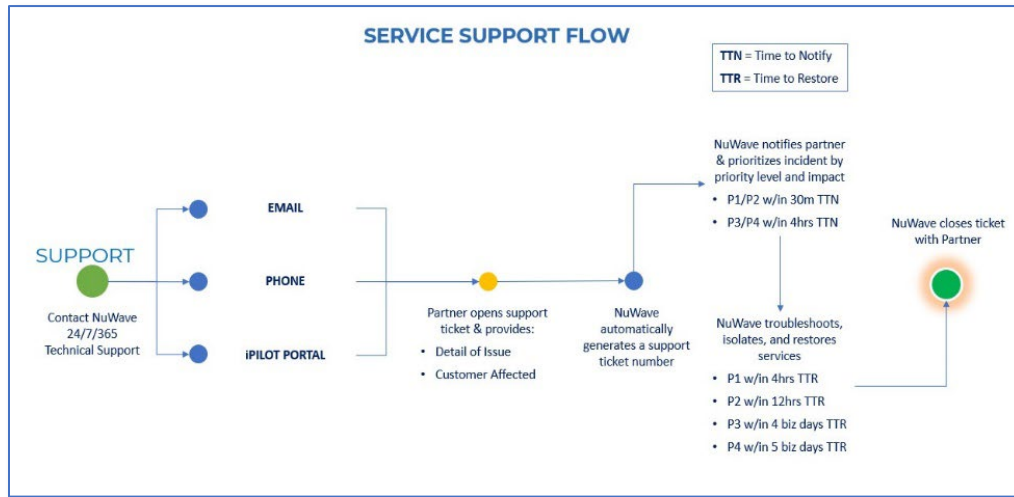 SERVICE SUPPORT FLOW
TTN = Time to Notify
TTR = Time to Restore
SUPPORT
Contact NuWave
24/7/365
Technical Support
EMAIL
PHONE
iPILOT PORTAL
Partner opens support
ticket & provides:
• Detail of Issue
• Customer Affected
NuWave
automatically
generates a support
ticket number
NuWave notifies partner
& prioritizes incident by
priority level and impact
• P1/P2 w/in 30m TTN
• P3/P4 w/in 4hrs TTN
NuWave troubleshoots,
isolates, and restores
services
• P1 w/in 4hrs TTR
• P2 w/in 12hrs TTR
• P3 w/in 4 biz days TTR
• P4 w/in 5 biz days TTR
NuWave closes ticket
with Partner